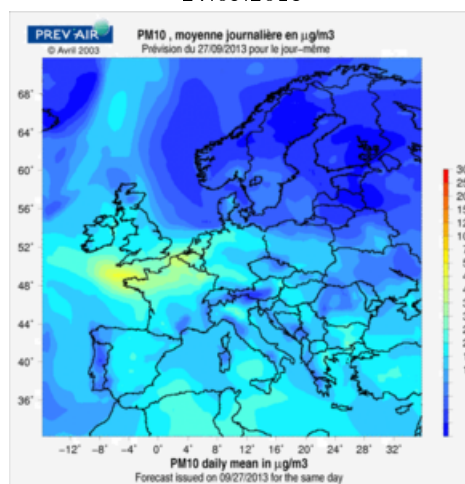 PREV'AIR
© Avril 2003
PM10 , moyenne journalière en µg/m3
Prévision du 27/09/2013 pour le jour-même
68°
64°
60°
56°
52°
48°
44°
40°
36°
−12° −8° −4° 0° 4° 8° 12° 16° 20° 24° 28° 32°
PM10 daily mean in µg/m3
Forecast issued on 09/27/2013 for the same day